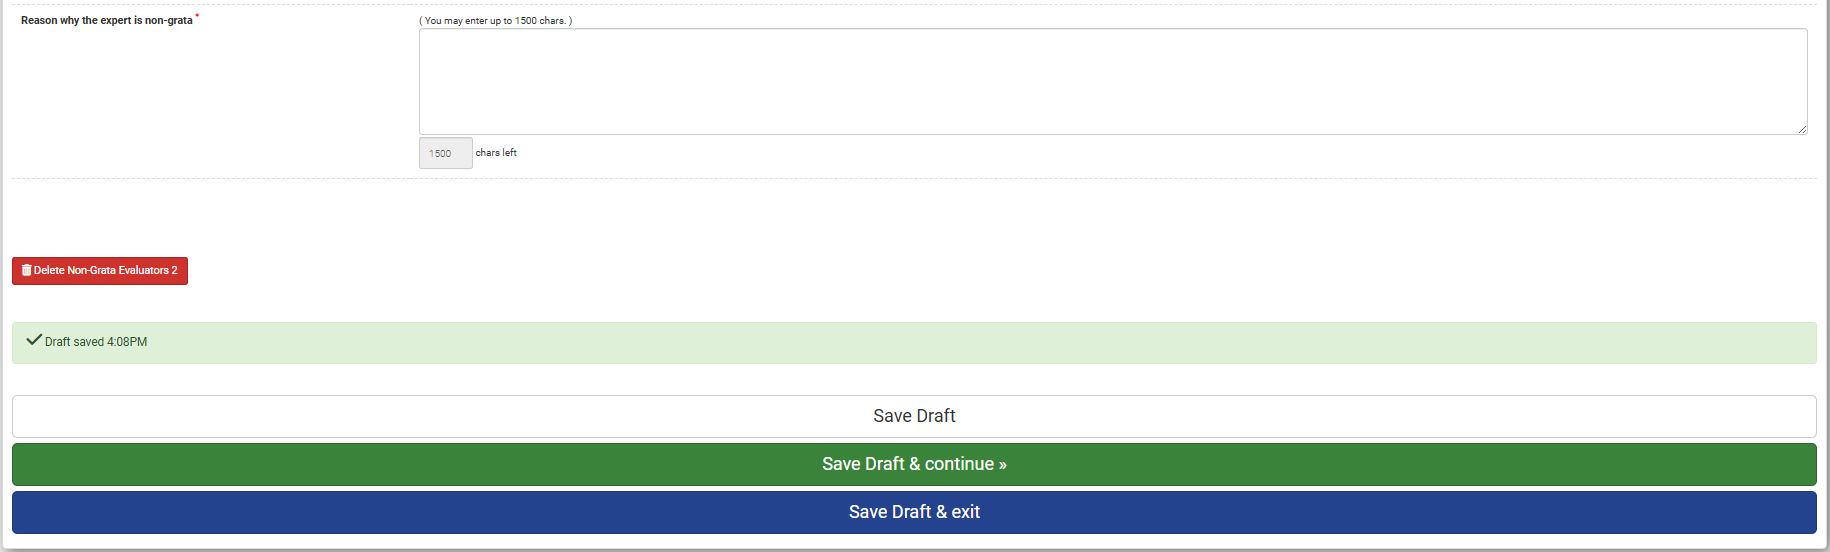 Reason why the expert is non-grata *
( You may enter up to 1500 chars. )
1500 chars left
Delete Non-Grata Evaluators 2
Draft saved 4:08PM
Save Draft
Save Draft & continue »
Save Draft & exit